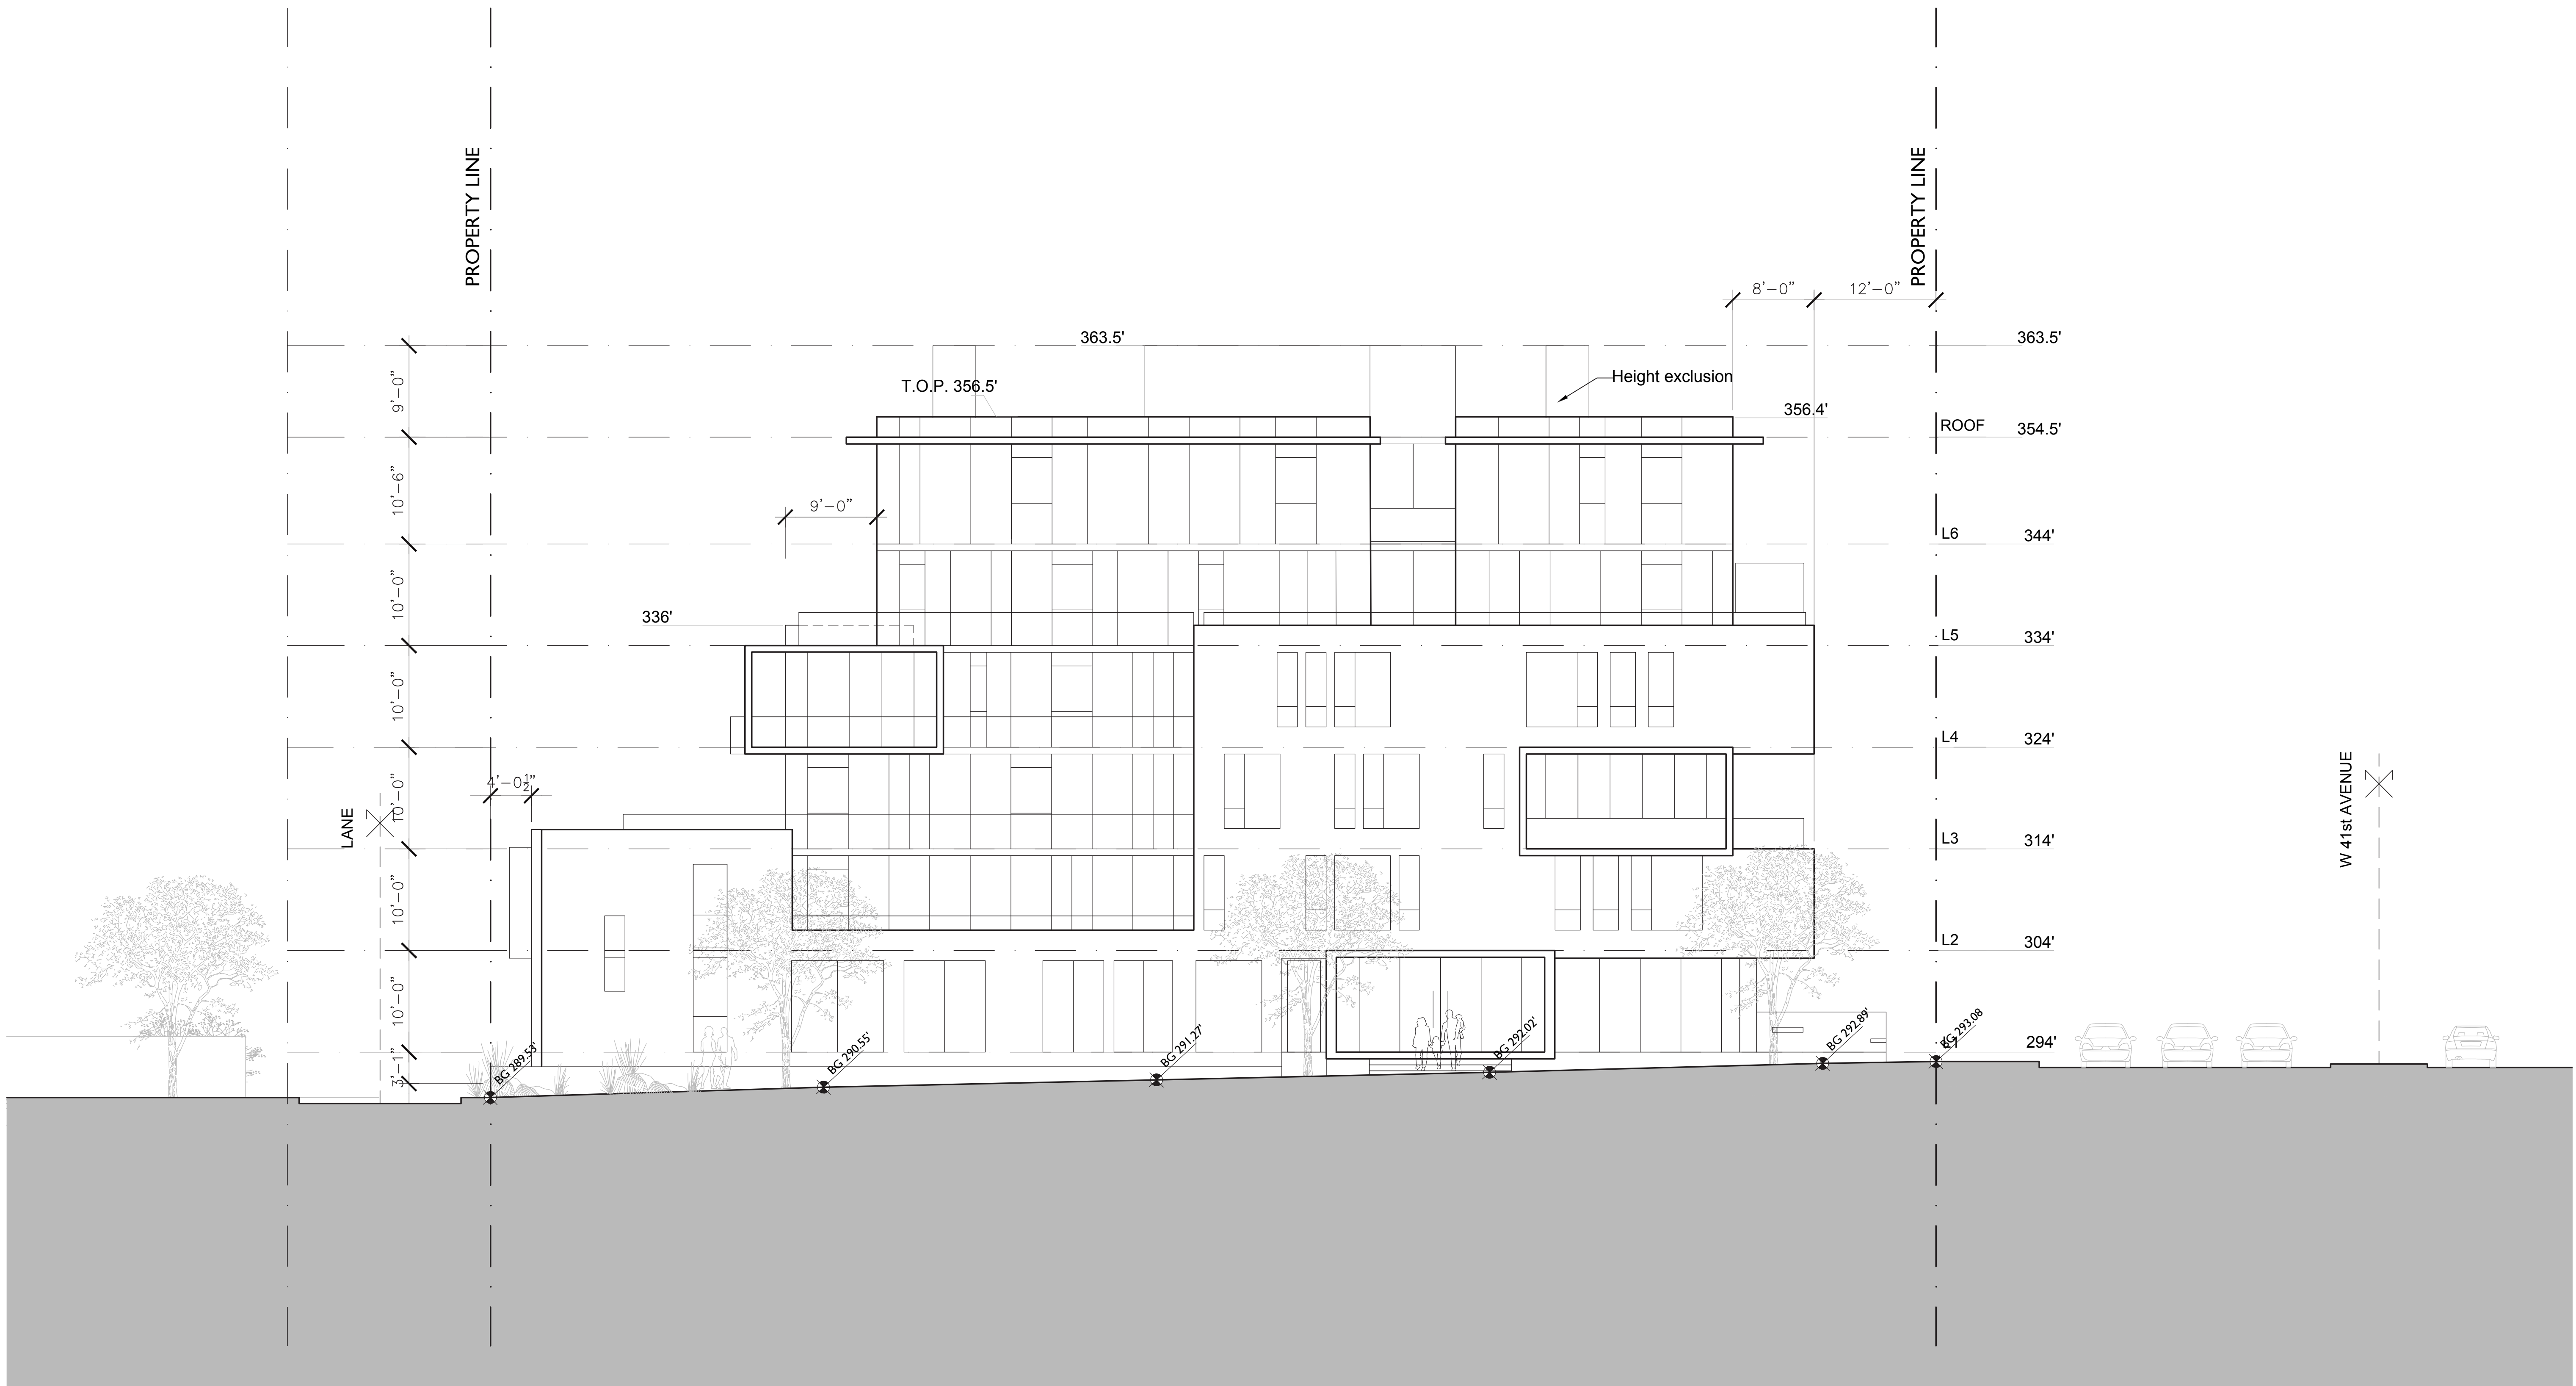 PROPERTY LINE
PROPERTY LINE
8'-0" 12'-0"
363.5' 363.5'
9'-0"
T.O.P. 356.5'
Height exclusion
356.4'
ROOF 354.5'
10'-6"
9'-0"
L6 344'
10'-0"
336'
L5 334'
10'-0"
L4 324'
4'-0½"
10'-0"
LANE
W 41st AVENUE
L3 314'
10'-0"
L2 304'
10'-0"
L1 294'
3'-1"
BG 289.53'
BG 290.55'
BG 291.27'
BG 292.02'
BG 292.89'
BG 293.08